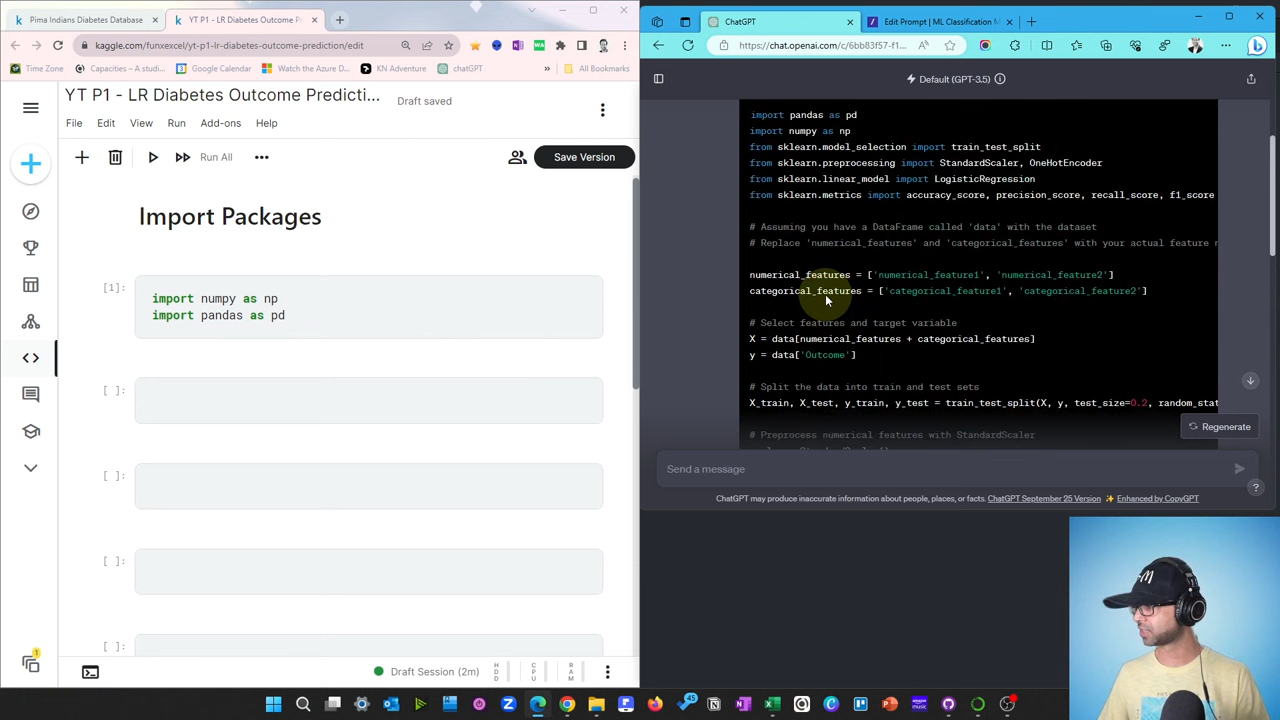 Pima Indians Diabetes Database
YT P1 - LR Diabetes Outcome P
kaggle.com/funxexcel/yt-p1-lr-diabetes-outcome-prediction/edit
Time Zone
Capacities – A studi...
Google Calendar
Watch the Azure D...
KN Adventure
chatGPT
All Bookmarks
YT P1 - LR Diabetes Outcome Predicti...
Draft saved
File Edit View Run Add-ons Help
Run All
Save Version
Import Packages
[1]:
import numpy as np
import pandas as pd
[ ]:
[ ]:
[ ]:
[ ]:
Draft Session (2m)
HDD
CPU
RAM
1
ChatGPT
Edit Prompt | ML Classification M
https://chat.openai.com/c/6bb83f57-f1...
Default (GPT-3.5)
import pandas as pd
import numpy as np
from sklearn.model_selection import train_test_split
from sklearn.preprocessing import StandardScaler, OneHotEncoder
from sklearn.linear_model import LogisticRegression
from sklearn.metrics import accuracy_score, precision_score, recall_score, f1_score
# Assuming you have a DataFrame called 'data' with the dataset
# Replace 'numerical_features' and 'categorical_features' with your actual feature n
numerical_features = ['numerical_feature1', 'numerical_feature2']
categorical_features = ['categorical_feature1', 'categorical_feature2']
# Select features and target variable
X = data[numerical_features + categorical_features]
y = data['Outcome']
# Split the data into train and test sets
X_train, X_test, y_train, y_test = train_test_split(X, y, test_size=0.2, random_stat
# Preprocess numerical features with StandardScaler
Regenerate
Send a message
ChatGPT may produce inaccurate information about people, places, or facts. ChatGPT September 25 Version
Enhanced by CopyGPT
45